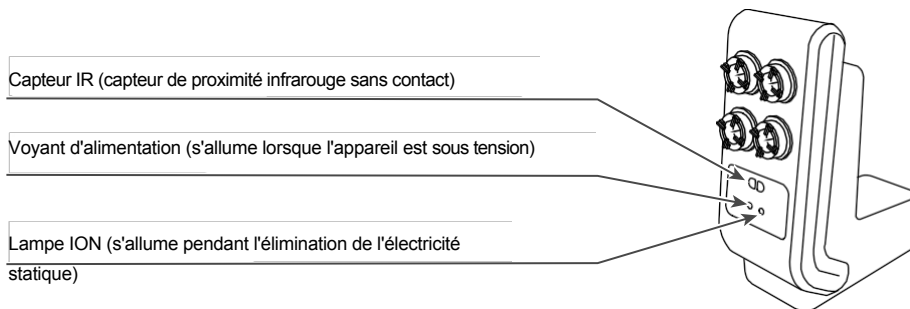 Capteur IR (capteur de proximité infrarouge sans contact)
Voyant d'alimentation (s'allume lorsque l'appareil est sous tension)
Lampe ION (s'allume pendant l'élimination de l'électricité
statique)